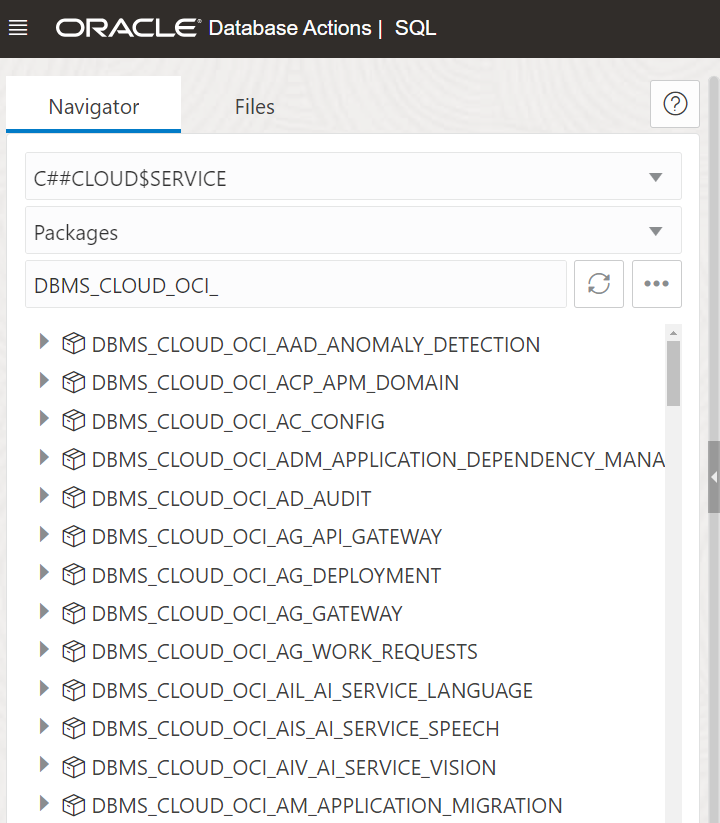 ORACLE® Database Actions | SQL
Navigator Files
C##CLOUD$SERVICE
Packages
DBMS_CLOUD_OCI_
DBMS_CLOUD_OCI_AAD_ANOMALY_DETECTION
DBMS_CLOUD_OCI_ACP_APM_DOMAIN
DBMS_CLOUD_OCI_AC_CONFIG
DBMS_CLOUD_OCI_ADM_APPLICATION_DEPENDENCY_MANA
DBMS_CLOUD_OCI_AD_AUDIT
DBMS_CLOUD_OCI_AG_API_GATEWAY
DBMS_CLOUD_OCI_AG_DEPLOYMENT
DBMS_CLOUD_OCI_AG_GATEWAY
DBMS_CLOUD_OCI_AG_WORK_REQUESTS
DBMS_CLOUD_OCI_AIL_AI_SERVICE_LANGUAGE
DBMS_CLOUD_OCI_AIS_AI_SERVICE_SPEECH
DBMS_CLOUD_OCI_AIV_AI_SERVICE_VISION
DBMS_CLOUD_OCI_AM_APPLICATION_MIGRATION